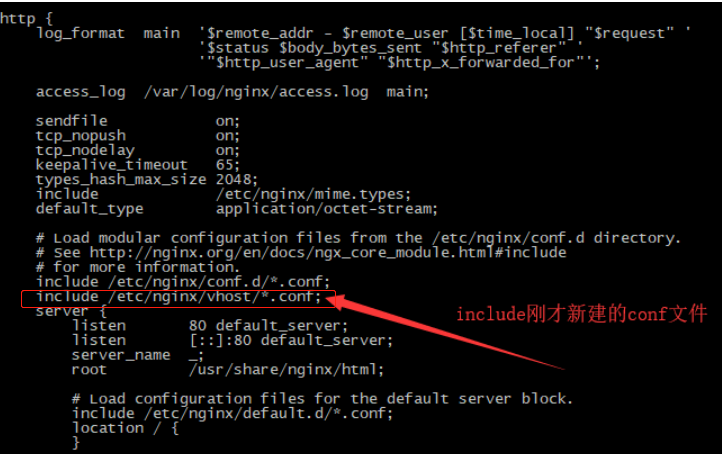 http {
    log_format  main  '$remote_addr - $remote_user [$time_local] "$request" '
                      '$status $body_bytes_sent "$http_referer" '
                      '"$http_user_agent" "$http_x_forwarded_for"';
    access_log  /var/log/nginx/access.log  main;
    sendfile            on;
    tcp_nopush          on;
    tcp_nodelay         on;
    keepalive_timeout   65;
    types_hash_max_size 2048;
    include             /etc/nginx/mime.types;
    default_type        application/octet-stream;
    # Load modular configuration files from the /etc/nginx/conf.d directory.
    # See http://nginx.org/en/docs/ngx_core_module.html#include
    # for more information.
    include /etc/nginx/conf.d/*.conf;
    include /etc/nginx/vhost/*.conf;
    server {
        listen       80 default_server;
include刚才新建的conf文件
        listen       [::]:80 default_server;
        server_name  _;
        root         /usr/share/nginx/html;
        # Load configuration files for the default server block.
        include /etc/nginx/default.d/*.conf;
        location / {
        }